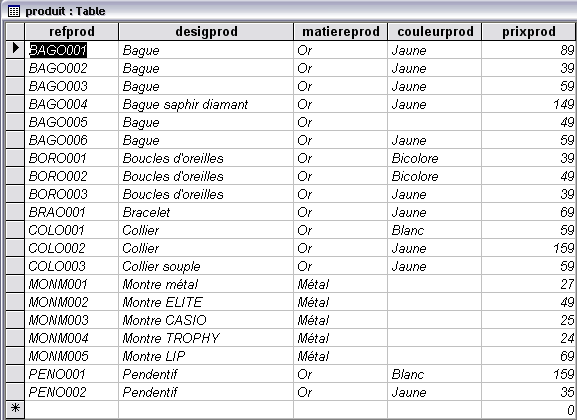 produit : Table
refprod desigprod matiereprod couleurprod prixprod
BAGO001 Bague Or Jaune 89
BAGO002 Bague Or Jaune 39
BAGO003 Bague Or Jaune 59
BAGO004 Bague saphir diamant Or Jaune 149
BAGO005 Bague Or 49
BAGO006 Bague Or Jaune 59
BORO001 Boucles d'oreilles Or Bicolore 39
BORO002 Boucles d'oreilles Or Bicolore 49
BORO003 Boucles d'oreilles Or Jaune 39
BRAO001 Bracelet Or Jaune 69
COLO001 Collier Or Blanc 59
COLO002 Collier Or Jaune 159
COLO003 Collier souple Or Jaune 59
MONM001 Montre métal Métal 27
MONM002 Montre ELITE Métal 49
MONM003 Montre CASIO Métal 25
MONM004 Montre TROPHY Métal 24
MONM005 Montre LIP Métal 69
PENO001 Pendentif Or Blanc 159
PENO002 Pendentif Or Jaune 35
0